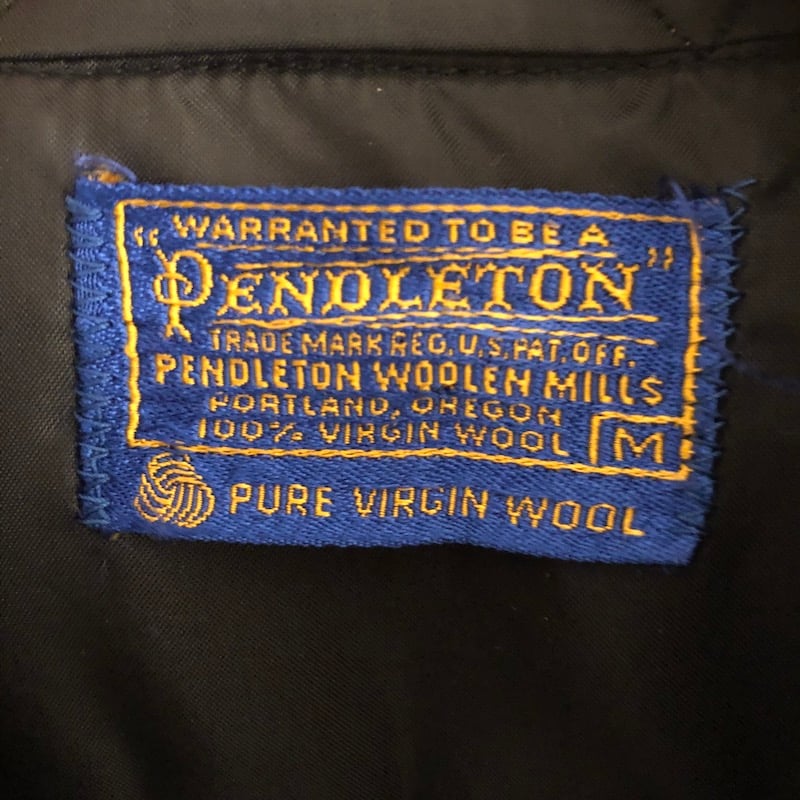 WARRANTED TO BE A
"PENDLETON"
TRADE MARK REG. U.S. PAT. OFF.
PENDLETON WOOLEN MILLS
PORTLAND, OREGON
100% VIRGIN WOOL M
PURE VIRGIN WOOL